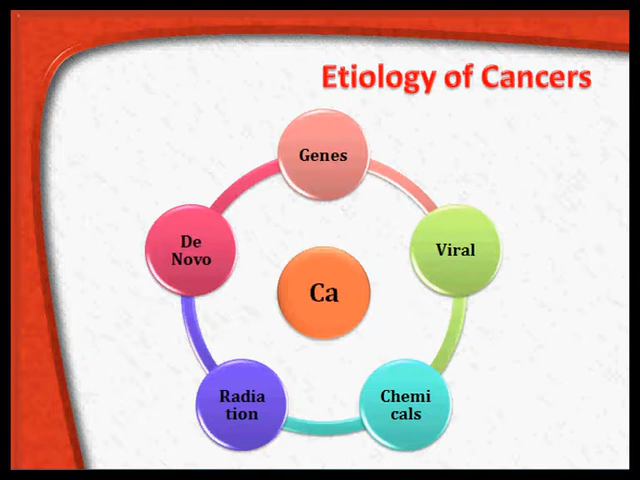 Etiology of Cancers
Genes
De
Novo
Viral
Ca
Radia
tion
Chemi
cals